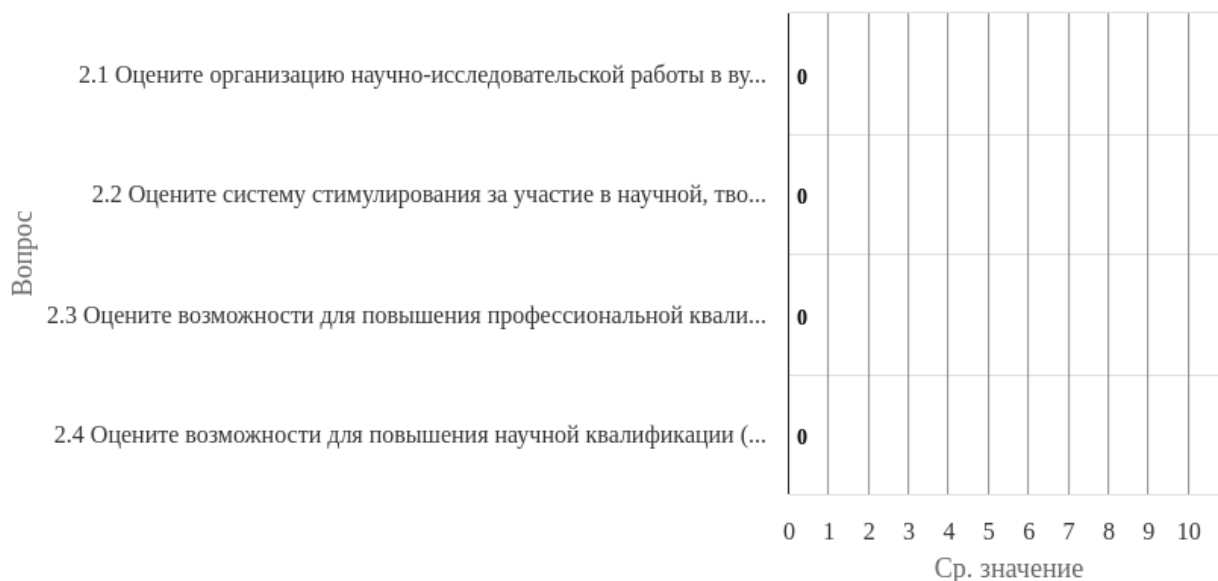 2.1 Оцените организацию научно-исследовательской работы в ву...
0
2.2 Оцените систему стимулирования за участие в научной, тво...
0
Вопрос
2.3 Оцените возможности для повышения профессиональной квали...
0
2.4 Оцените возможности для повышения научной квалификации (...
0
0 1 2 3 4 5 6 7 8 9 10
Ср. значение